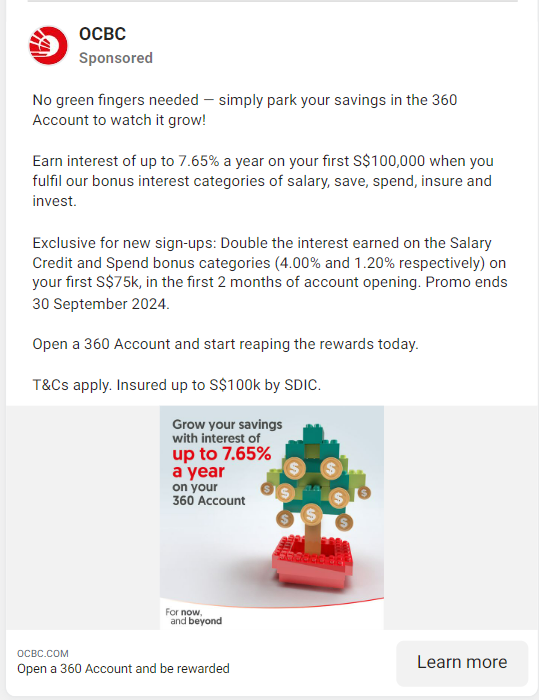 OCBC
Sponsored
No green fingers needed — simply park your savings in the 360
Account to watch it grow!
Earn interest of up to 7.65% a year on your first S$100,000 when you
fulfil our bonus interest categories of salary, save, spend, insure and
invest.
Exclusive for new sign-ups: Double the interest earned on the Salary
Credit and Spend bonus categories (4.00% and 1.20% respectively) on
your first S$75k, in the first 2 months of account opening. Promo ends
30 September 2024.
Open a 360 Account and start reaping the rewards today.
T&Cs apply. Insured up to S$100k by SDIC.
Grow your savings
with interest of
up to 7.65%
a year
on your
360 Account
$
$
$
$
$
$
$
$
$
For now,
and beyond
OCBC.COM
Open a 360 Account and be rewarded
Learn more